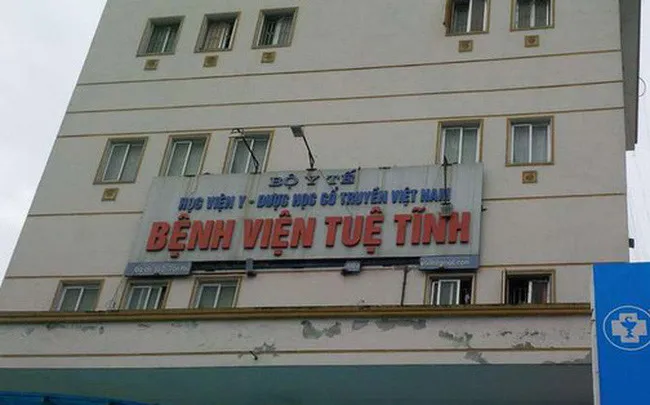 BỘ Y TẾ
HỌC VIỆN Y - DƯỢC HỌC CỔ TRUYỀN VIỆT NAM
BỆNH VIỆN TUỆ TĨNH